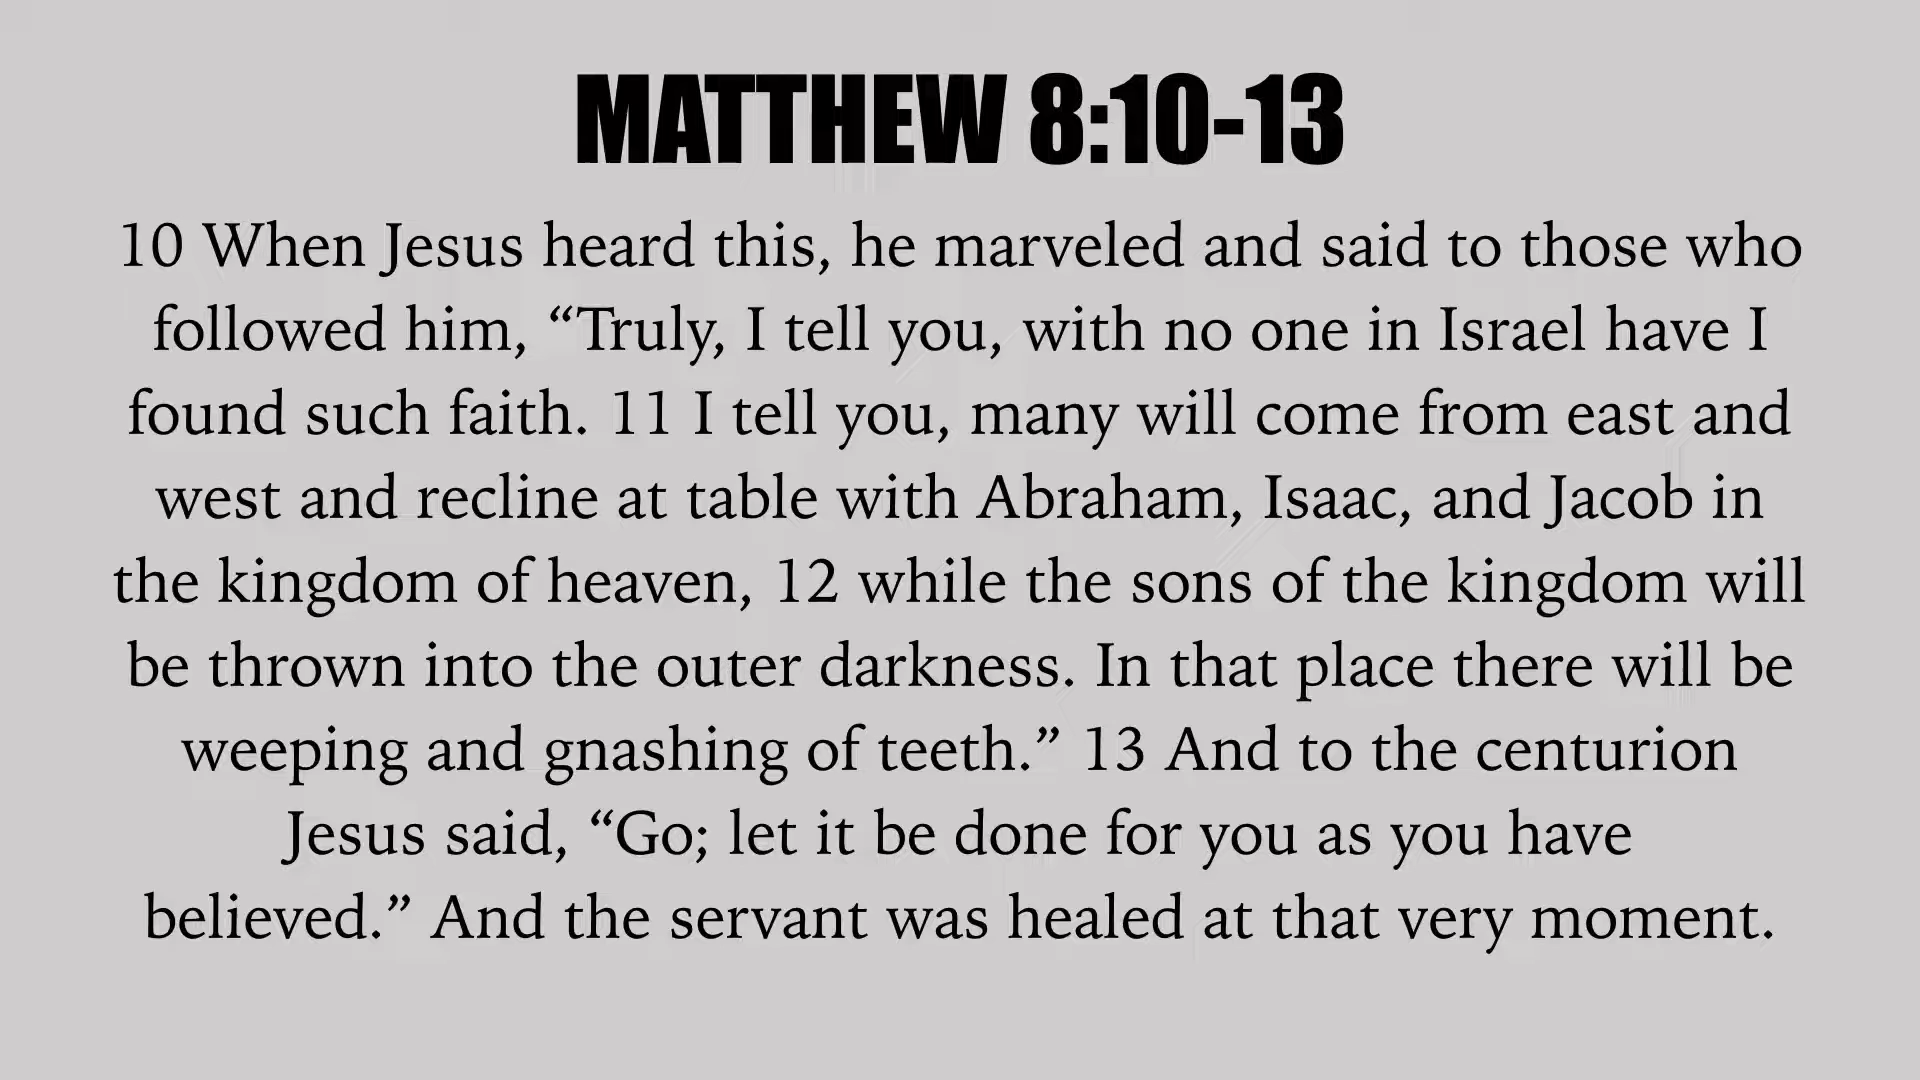 MATTHEW 8:10-13
10 When Jesus heard this, he marveled and said to those who
followed him, “Truly, I tell you, with no one in Israel have I
found such faith. 11 I tell you, many will come from east and
west and recline at table with Abraham, Isaac, and Jacob in
the kingdom of heaven, 12 while the sons of the kingdom will
be thrown into the outer darkness. In that place there will be
weeping and gnashing of teeth.” 13 And to the centurion
Jesus said, “Go; let it be done for you as you have
believed.” And the servant was healed at that very moment.